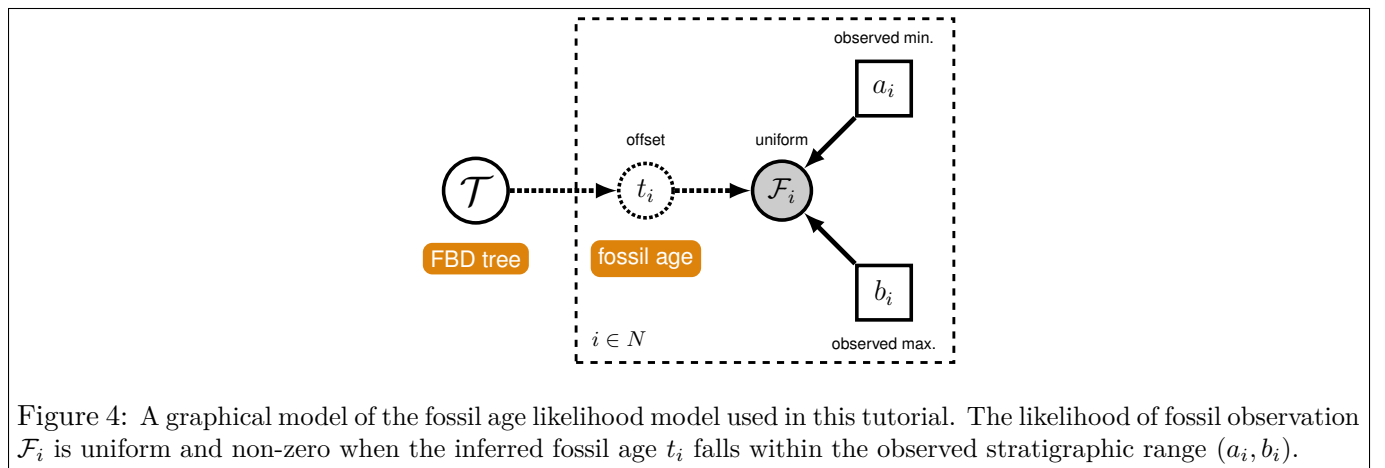 observed min.
a_i
offset
uniform
𝒯
t_i
ℱ_i
FBD tree
fossil age
b_i
i ∈ N
observed max.
Figure 4: A graphical model of the fossil age likelihood model used in this tutorial. The likelihood of fossil observation
ℱ_i is uniform and non-zero when the inferred fossil age t_i falls within the observed stratigraphic range (a_i, b_i).